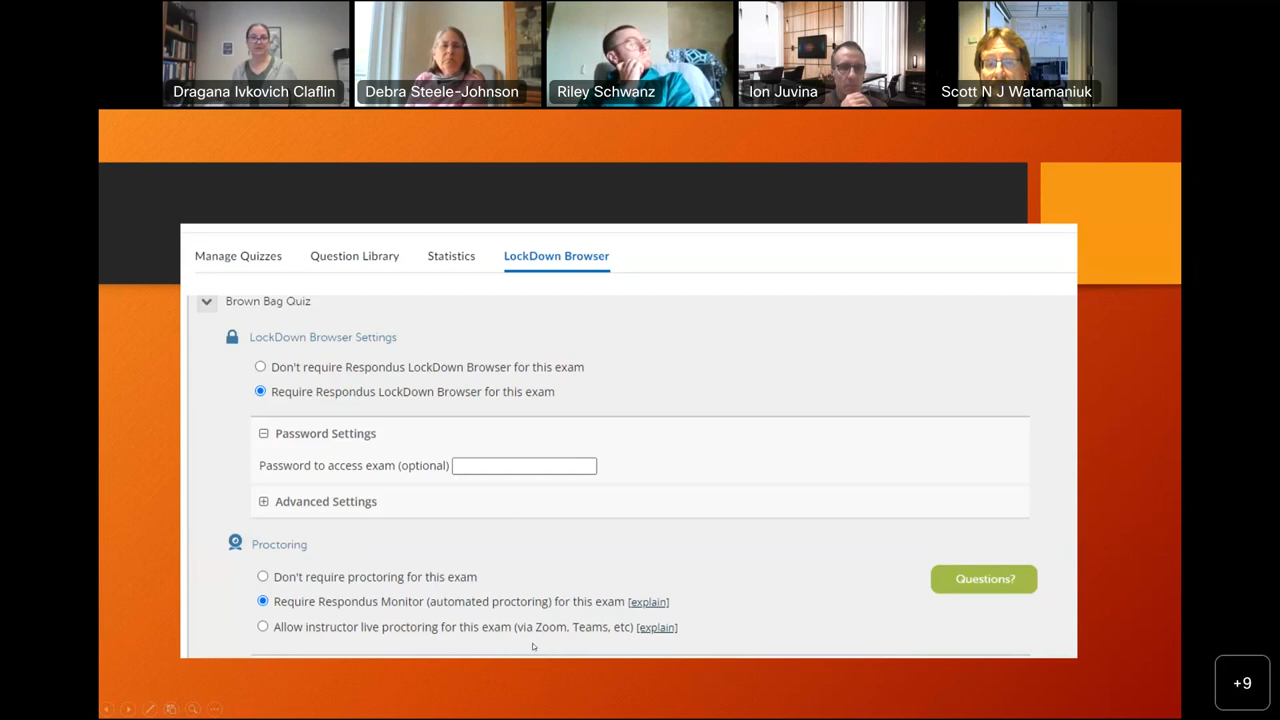 Dragana Ivkovich Claflin
Debra Steele-Johnson
Riley Schwanz
Ion Juvina
Scott N J Watamaniuk
Manage Quizzes
Question Library
Statistics
LockDown Browser
Brown Bag Quiz
LockDown Browser Settings
Don't require Respondus LockDown Browser for this exam
Require Respondus LockDown Browser for this exam
Password Settings
Password to access exam (optional)
Advanced Settings
Proctoring
Don't require proctoring for this exam
Questions?
Require Respondus Monitor (automated proctoring) for this exam [explain]
Allow instructor live proctoring for this exam (via Zoom, Teams, etc) [explain]
+9